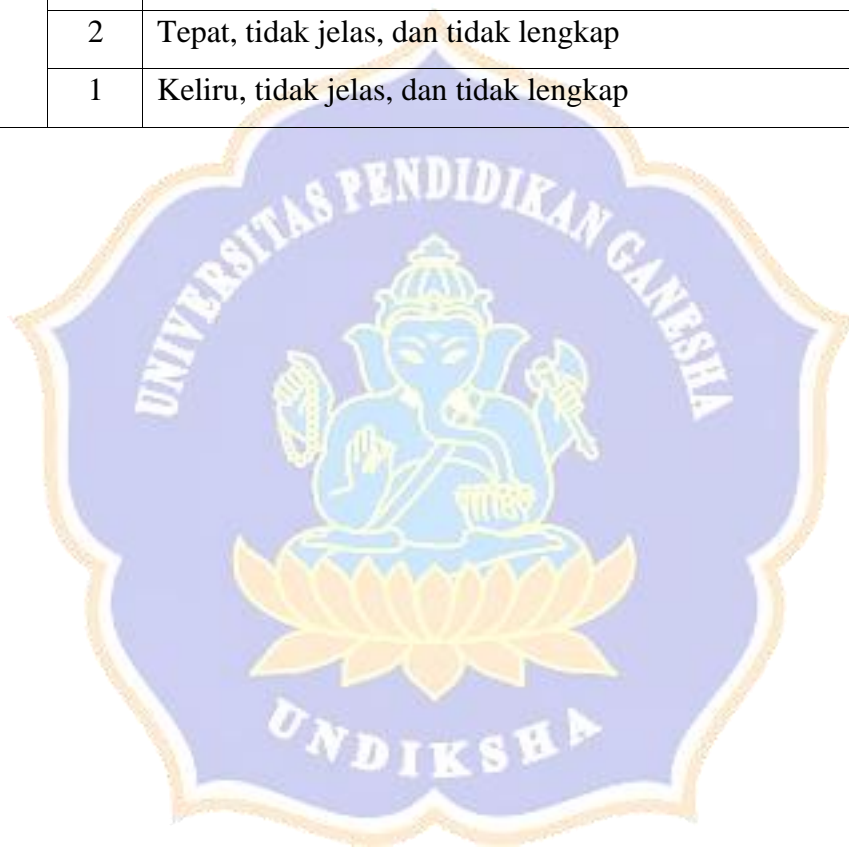 2 Tepat, tidak jelas, dan tidak lengkap
1 Keliru, tidak jelas, dan tidak lengkap
UNIVERSITAS PENDIDIKAN GANESHA
UNDIKSHA